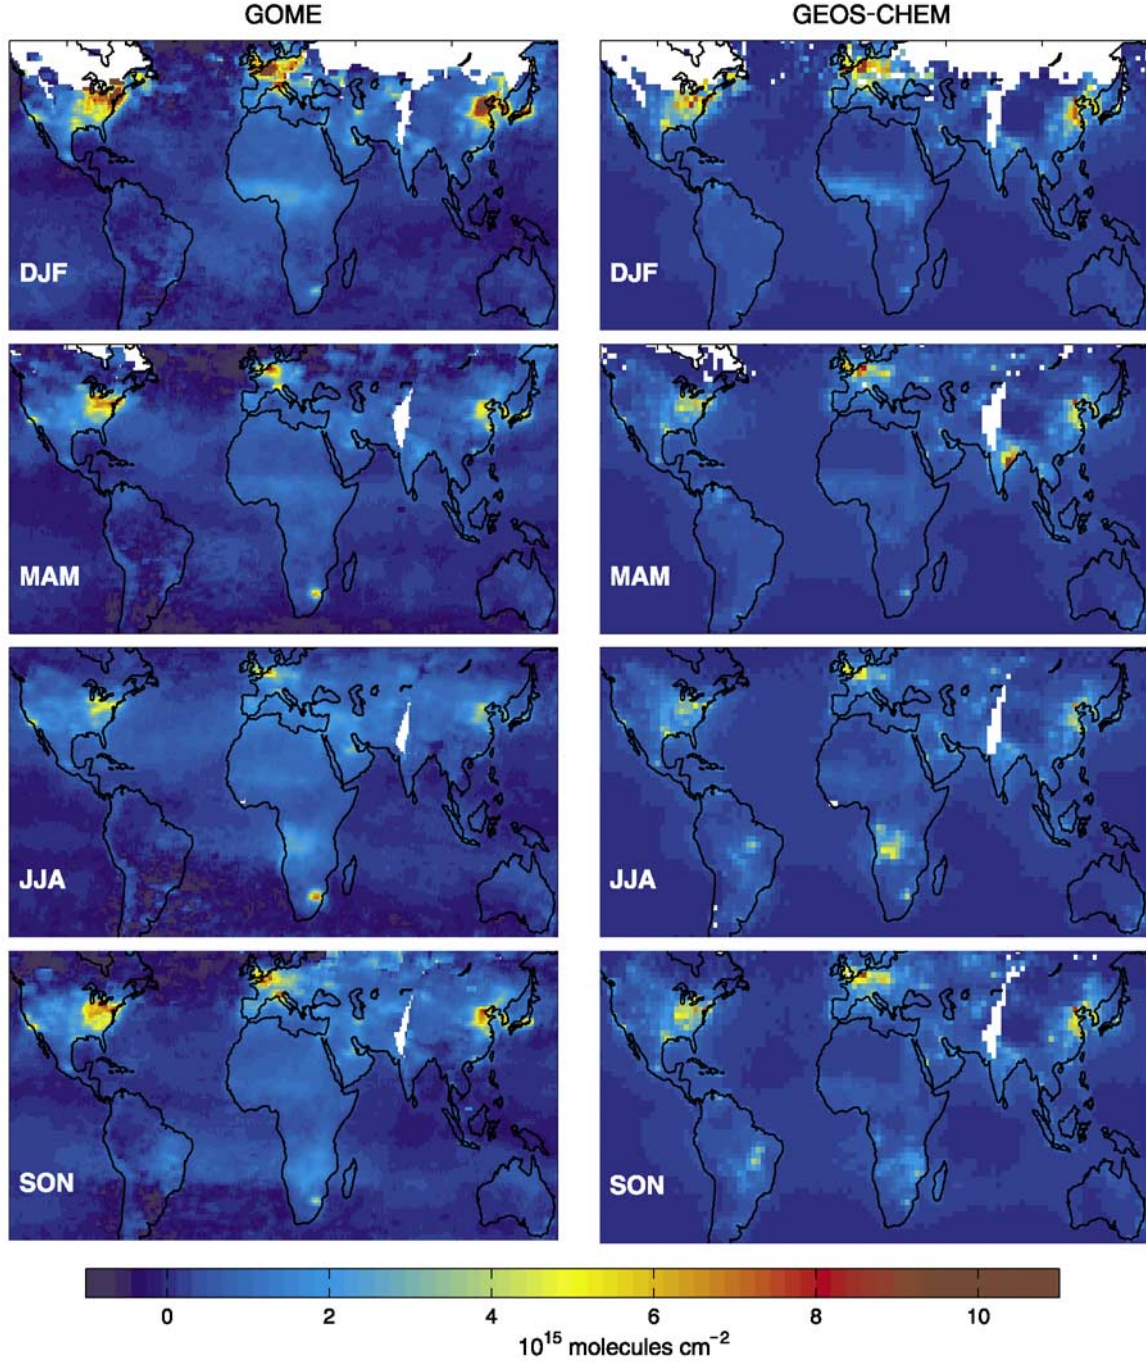 GOME GEOS-CHEM
DJF DJF
MAM MAM
JJA JJA
SON SON
0 2 4 6 8 10
10¹⁵ molecules cm⁻²